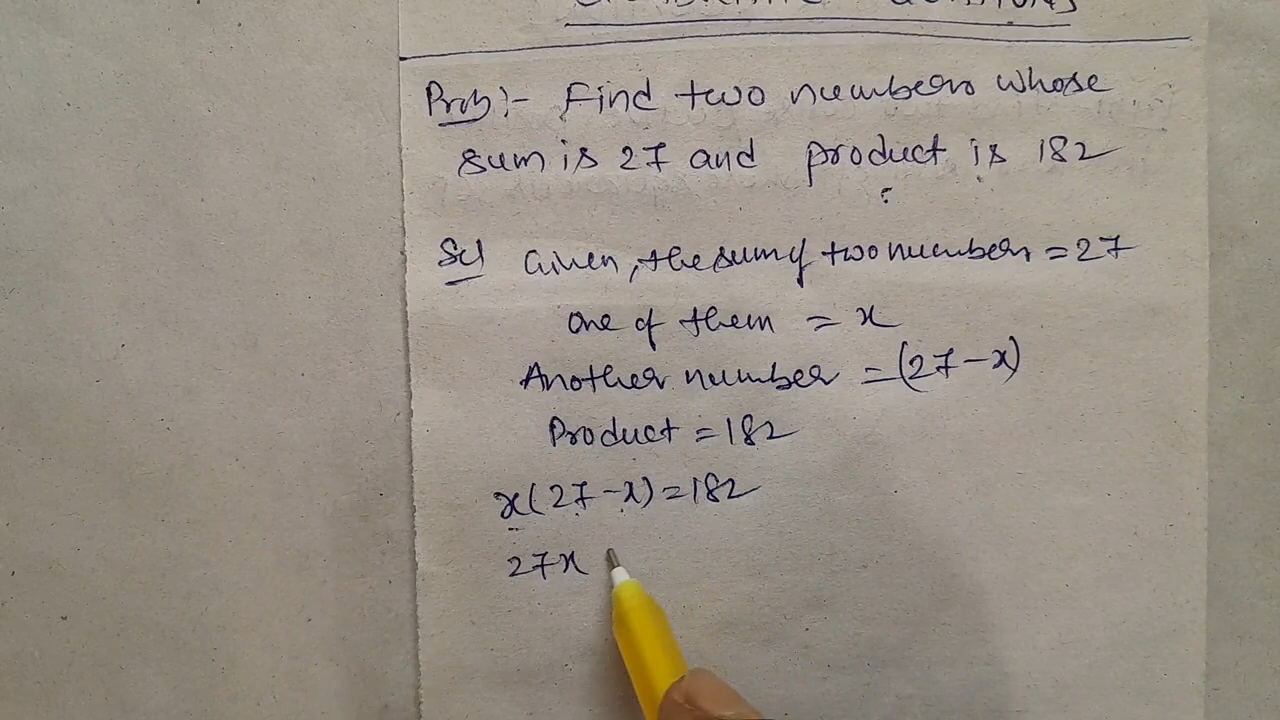 Prob:- Find two numbers whose
sum is 27 and product is 182
Sol Given, the sum of two numbers = 27
One of them = x
Another number = (27-x)
Product = 182
x(27-x)=182
27x